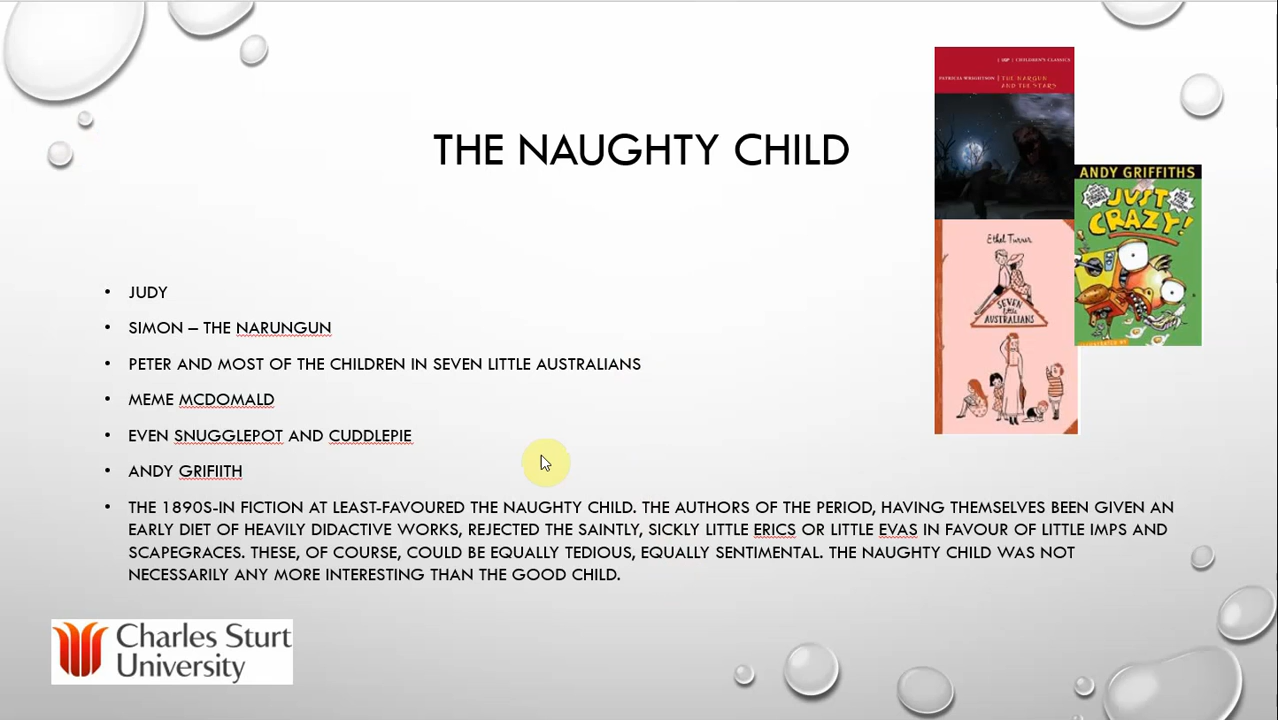 THE NAUGHTY CHILD
| UQP | CHILDREN'S CLASSICS
PATRICIA WRIGHTSON | THE NARGUN
AND THE STARS
ANDY GRIFFITHS
JUST
CRAZY!
Ethel Turner
SEVEN
little
AUSTRALIANS
• JUDY
• SIMON – THE NARUNGUN
• PETER AND MOST OF THE CHILDREN IN SEVEN LITTLE AUSTRALIANS
• MEME MCDOMALD
• EVEN SNUGGLEPOT AND CUDDLEPIE
• ANDY GRIFIITH
• THE 1890S-IN FICTION AT LEAST-FAVOURED THE NAUGHTY CHILD. THE AUTHORS OF THE PERIOD, HAVING THEMSELVES BEEN GIVEN AN
EARLY DIET OF HEAVILY DIDACTIC WORKS, REJECTED THE SAINTLY, SICKLY LITTLE ERICS OR LITTLE EVAS IN FAVOUR OF LITTLE IMPS AND
SCAPEGRACES. THESE, OF COURSE, COULD BE EQUALLY TEDIOUS, EQUALLY SENTIMENTAL. THE NAUGHTY CHILD WAS NOT
NECESSARILY ANY MORE INTERESTING THAN THE GOOD CHILD.
Charles Sturt
University